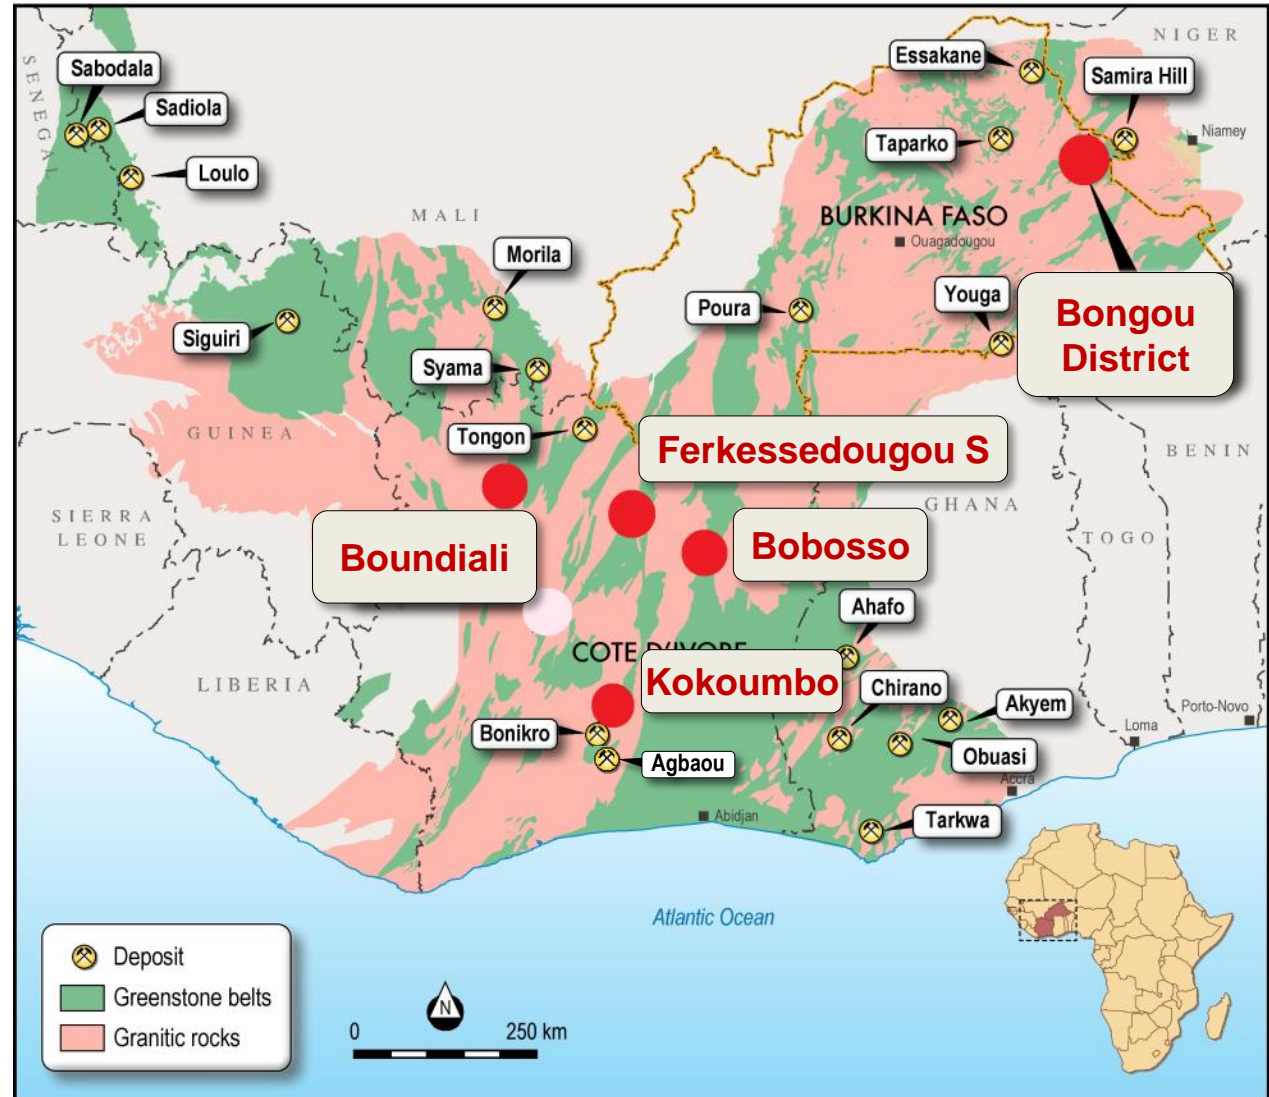 NIGER
Essakane
Sabodala
Samira Hill
SENEGAL
Sadiola
Niamey
Taparko
Loulo
MALI
BURKINA FASO
Ouagadougou
Morila
Youga
Poura
Bongou
District
Siguiri
Syama
GUINEA
Tongon
Ferkessedougou S
BENIN
GHANA
SIERRA
LEONE
TOGO
Boundiali
Bobosso
Ahafo
COTE D'IVORE
LIBERIA
Kokoumbo
Chirano
Akyem
Porto-Novo
Loma
Bonikro
Agbaou
Obuasi
Accra
Abidjan
Tarkwa
Atlantic Ocean
Deposit
Greenstone belts
Granitic rocks
N
0 250 km